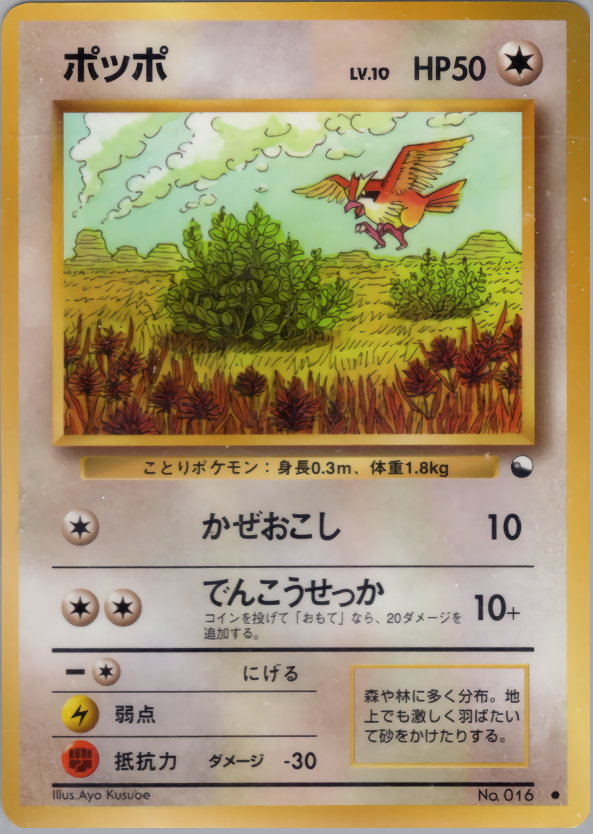 ポッポ LV.10 HP50
ことりポケモン：身長0.3m、体重1.8kg
かぜおこし 10
でんこうせっか 10+
コインを投げて「おもて」なら、20ダメージを
追加する。
にげる
弱点
抵抗力 ダメージ -30
森や林に多く分布。地
上でも激しく羽ばたい
て砂をかけたりする。
Illus.Ayo Kusube No. 016